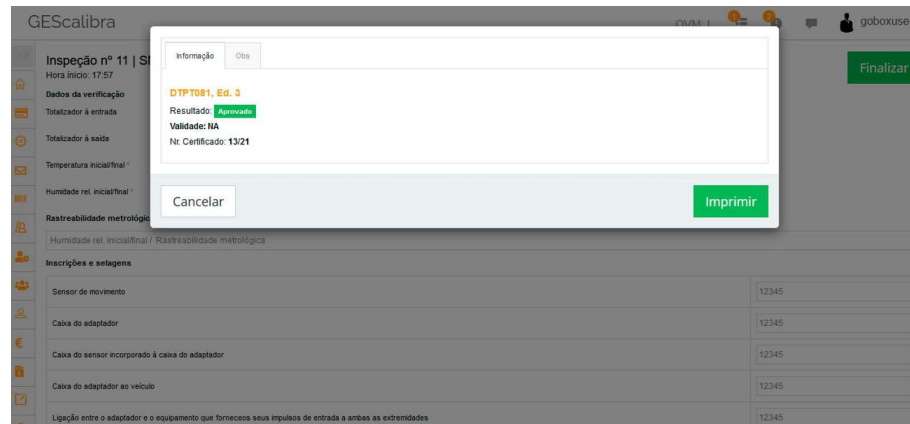 GEScalibra
OVM J
1
2
goboxuse
Informação
Obs
DTPT081, Ed. 3
Resultado: Aprovado
Validade: NA
Nr. Certificado: 13/21
Cancelar
Imprimir
Inspeção nº 11 | S
Hora ínicio: 17:57
Finalizar
Dados da verificação
Totalizador à entrada
Totalizador à saída
Temperatura inicial/final *
Humidade rel. inicial/final *
Rastreabilidade metrológic
Humidade rel. inicial/final / Rastreabilidade metrológica
Inscrições e selagens
Sensor de movimento
12345
Caixa do adaptador
12345
Caixa do sensor incorporado à caixa do adaptador
12345
Caixa do adaptador ao veículo
12345
Ligação entre o adaptador e o equipamento que forneceos seus impulsos de entrada a ambas as extremidades
12345